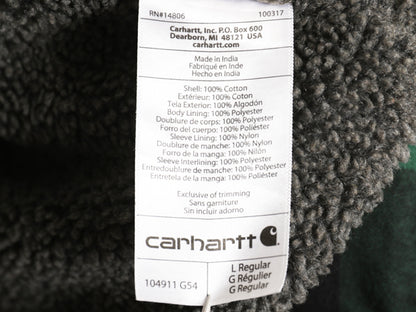 RN#14806 100317
Carhartt, Inc. P.O. Box 600
Dearborn, MI 48121 USA
carhartt.com
Made in India
Fabriqué en Inde
Hecho en India
Shell: 100% Cotton
Extérieur: 100% Coton
Tela Exterior: 100% Algodón
Body Lining: 100% Polyester
Doublure de corps: 100% Polyester
Forro del cuerpo: 100% Poliéster
Sleeve Lining: 100% Nylon
Doublure de manche: 100% Nylon
Forro de la manga: 100% Nilón
Sleeve Interlining: 100% Polyester
Entredoublure de manche: 100% Polyester
Entretela de la manga: 100% Poliéster
Exclusive of trimming
Sans garniture
Sin incluir adorno
carhartt
104911 G54
L Regular
G Régulier
G Regular